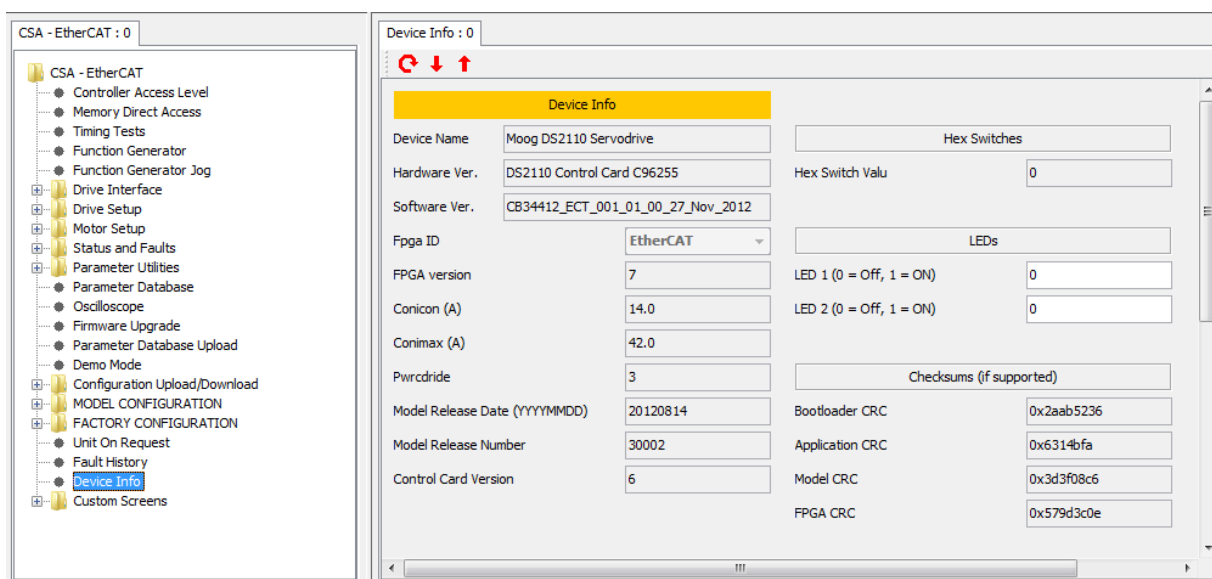 CSA - EtherCAT : 0
CSA - EtherCAT
Controller Access Level
Memory Direct Access
Timing Tests
Function Generator
Function Generator Jog
Drive Interface
Drive Setup
Motor Setup
Status and Faults
Parameter Utilities
Parameter Database
Oscilloscope
Firmware Upgrade
Parameter Database Upload
Demo Mode
Configuration Upload/Download
MODEL CONFIGURATION
FACTORY CONFIGURATION
Unit On Request
Fault History
Device Info
Custom Screens
Device Info : 0
Device Info
Device Name Moog DS2110 Servodrive
Hardware Ver. DS2110 Control Card C96255
Software Ver. CB34412_ECT_001_01_00_27_Nov_2012
Fpga ID EtherCAT
FPGA version 7
Conicon (A) 14.0
Conimax (A) 42.0
Pwrcdride 3
Model Release Date (YYYYMMDD) 20120814
Model Release Number 30002
Control Card Version 6
Hex Switches
Hex Switch Valu 0
LEDs
LED 1 (0 = Off, 1 = ON) 0
LED 2 (0 = Off, 1 = ON) 0
Checksums (if supported)
Bootloader CRC 0x2aab5236
Application CRC 0x6314bfa
Model CRC 0x3d3f08c6
FPGA CRC 0x579d3c0e